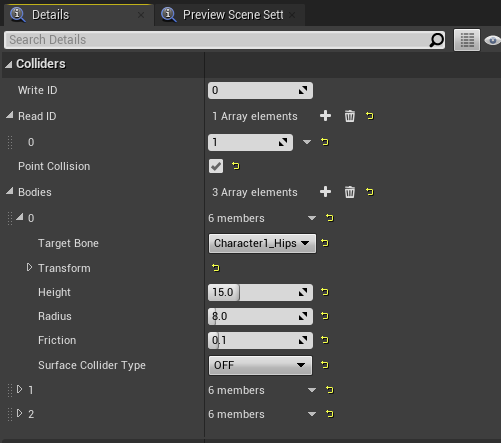 Details
Preview Scene Sett
Search Details
Colliders
Write ID 0
Read ID 1 Array elements
0 1
Point Collision
Bodies 3 Array elements
0 6 members
Target Bone Character1_Hips
Transform
Height 15.0
Radius 8.0
Friction 0.1
Surface Collider Type OFF
1 6 members
2 6 members